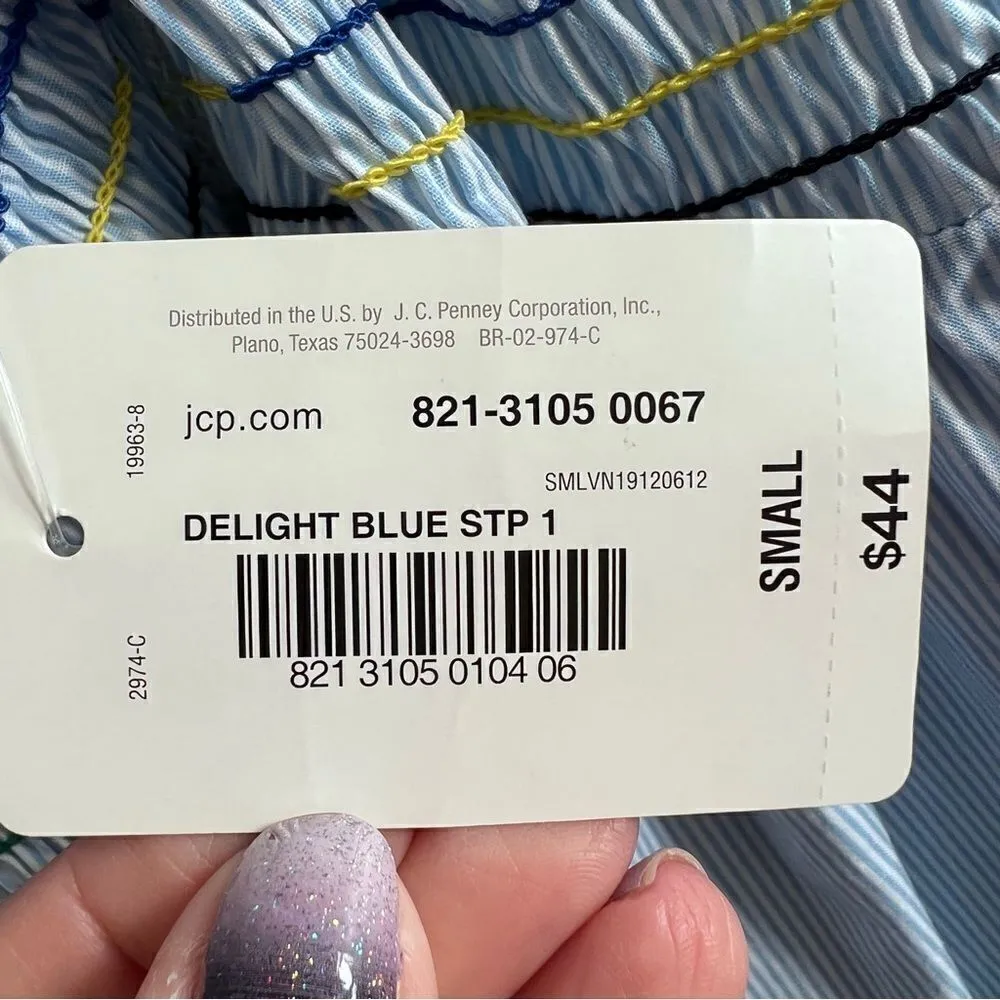 Distributed in the U.S. by J. C. Penney Corporation, Inc.,
Plano, Texas 75024-3698 BR-02-974-C
19963-8
jcp.com 821-3105 0067
SMLVN19120612
DELIGHT BLUE STP 1
821 3105 0104 06
2974-C
SMALL
$44